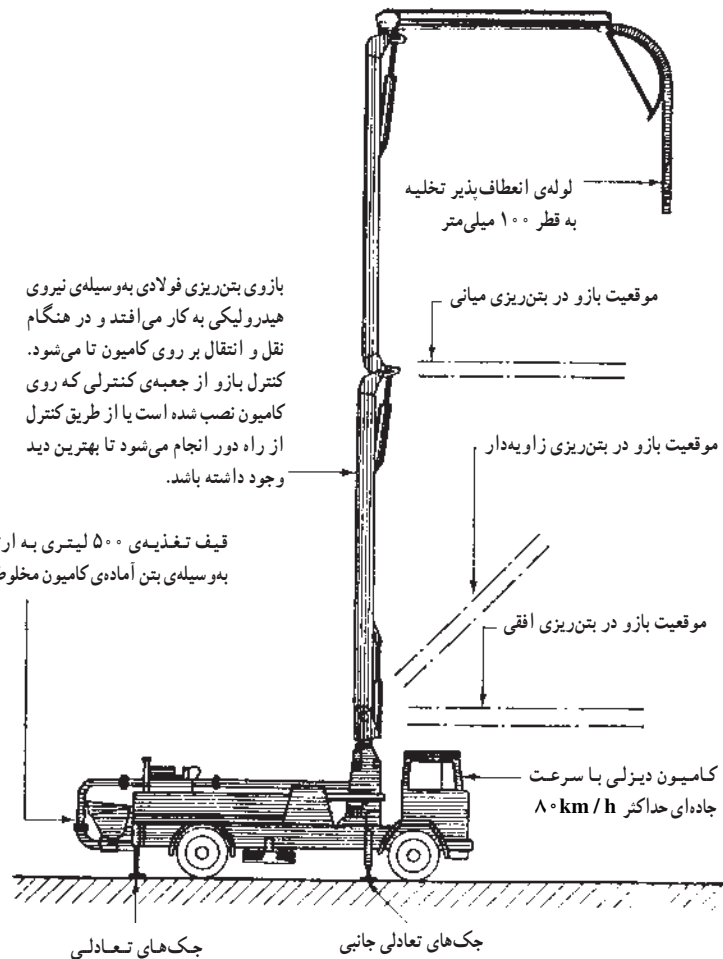 لوله‌ی انعطاف‌پذیر تخلیه
به قطر ۱۰۰ میلی‌متر
موقعیت بازو در بتن‌ریزی میانی
بازوی بتن‌ریزی فولادی به‌وسیله‌ی نیروی
هیدرولیکی به کار می‌افتد و در هنگام
نقل و انتقال بر روی کامیون تا می‌شود.
کنترل بازو از جعبه‌ی کنترلی که روی
کامیون نصب شده است یا از طریق کنترل
از راه دور انجام می‌شود تا بهترین دید
وجود داشته باشد.
موقعیت بازو در بتن‌ریزی زاویه‌دار
قیف تغذیه‌ی ۵۰۰ لیتری به
به‌وسیله‌ی بتن آماده‌ی کامیون
موقعیت بازو در بتن‌ریزی افقی
کامیون دیزلی با سرعت
جاده‌ای حداکثر ۸۰km / h
جک‌های تعادلی جانبی
جک‌های تعادلی